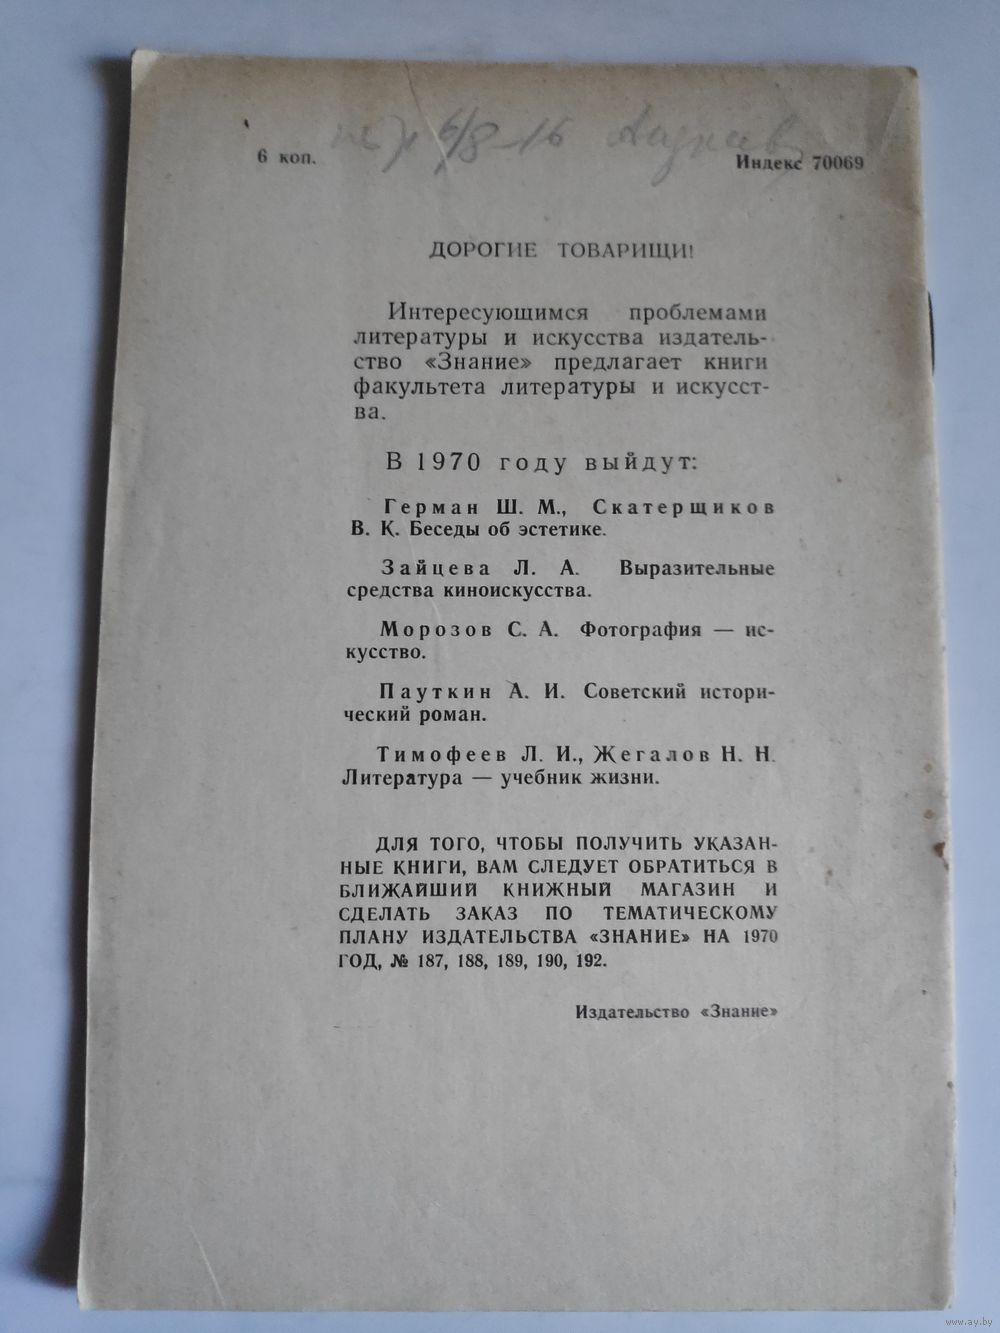 6 коп.
Индекс 70069
ДОРОГИЕ ТОВАРИЩИ!
Интересующимся проблемами
литературы и искусства издатель-
ство «Знание» предлагает книги
факультета литературы и искусст-
ва.
В 1970 году выйдут:
Герман Ш. М., Скатерщиков
В. К. Беседы об эстетике.
Зайцева Л. А. Выразительные
средства киноискусства.
Морозов С. А. Фотография — ис-
кусство.
Пауткин А. И. Советский истори-
ческий роман.
Тимофеев Л. И., Жегалов Н. Н.
Литература — учебник жизни.
ДЛЯ ТОГО, ЧТОБЫ ПОЛУЧИТЬ УКАЗАН-
НЫЕ КНИГИ, ВАМ СЛЕДУЕТ ОБРАТИТЬСЯ В
БЛИЖАЙШИЙ КНИЖНЫЙ МАГАЗИН И
СДЕЛАТЬ ЗАКАЗ ПО ТЕМАТИЧЕСКОМУ
ПЛАНУ ИЗДАТЕЛЬСТВА «ЗНАНИЕ» НА 1970
ГОД, № 187, 188, 189, 190, 192.
Издательство «Знание»
www.ay.by